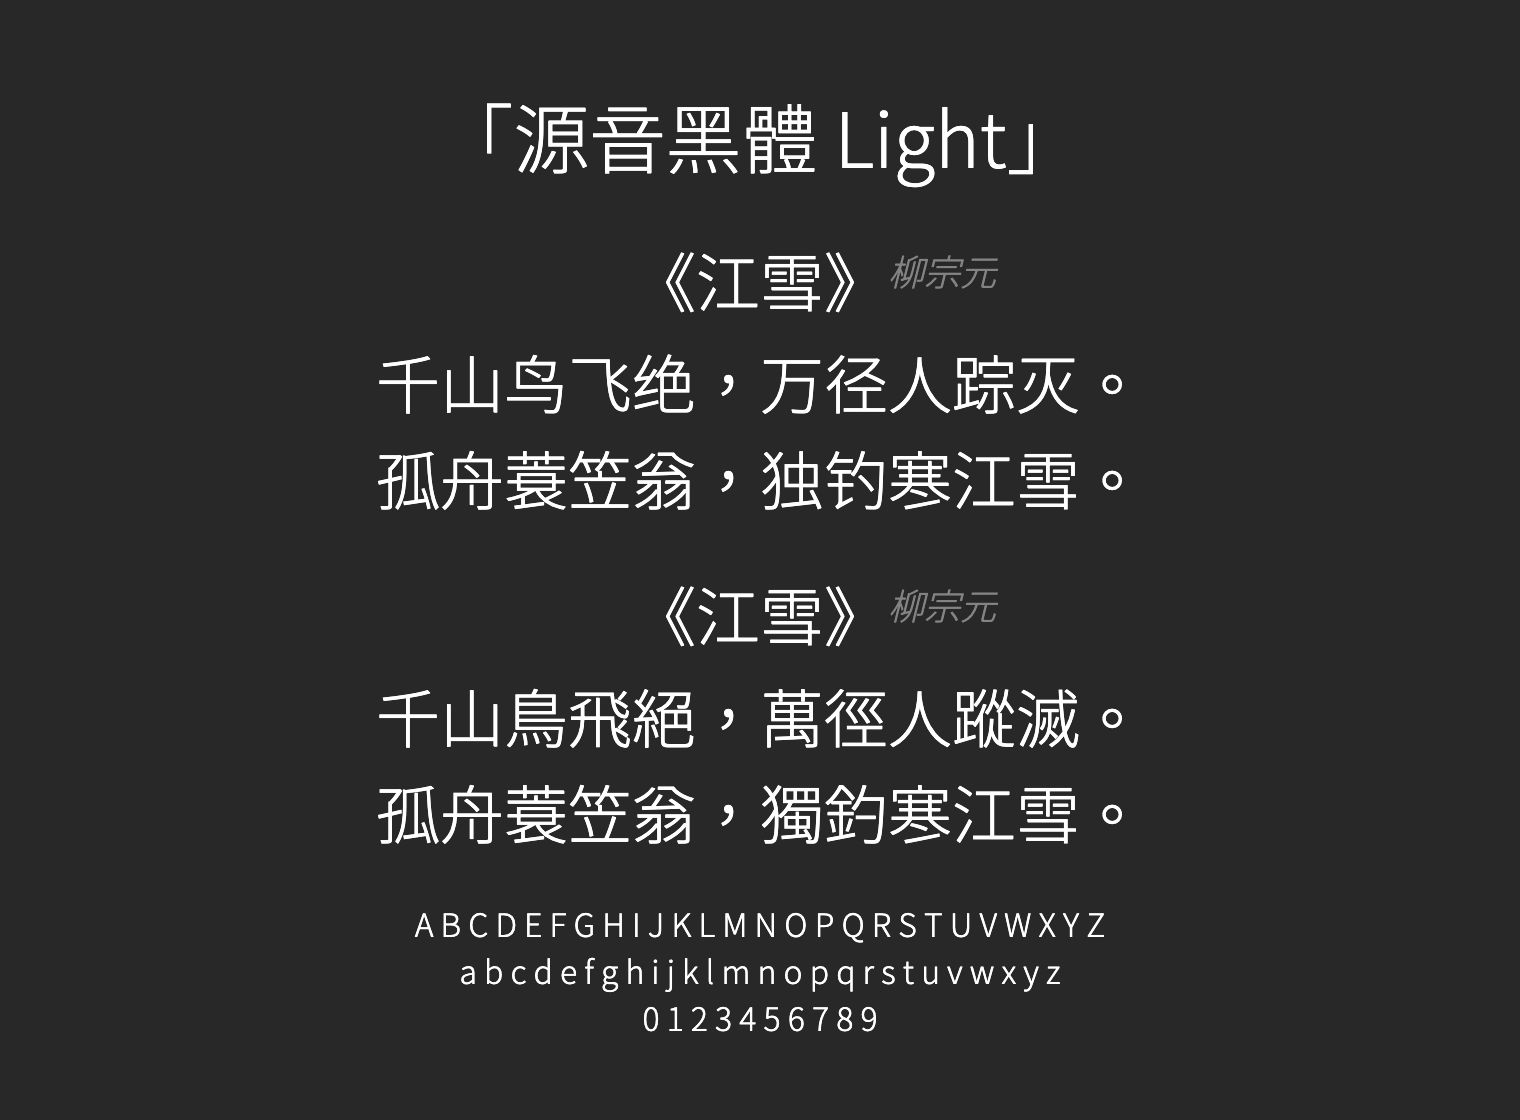 「源音黑體 Light」
《江雪》柳宗元
千山鸟飞绝，万径人踪灭。
孤舟蓑笠翁，独钓寒江雪。
《江雪》柳宗元
千山鳥飛絕，萬徑人蹤滅。
孤舟蓑笠翁，獨釣寒江雪。
A B C D E F G H I J K L M N O P Q R S T U V W X Y Z
a b c d e f g h i j k l m n o p q r s t u v w x y z
0 1 2 3 4 5 6 7 8 9